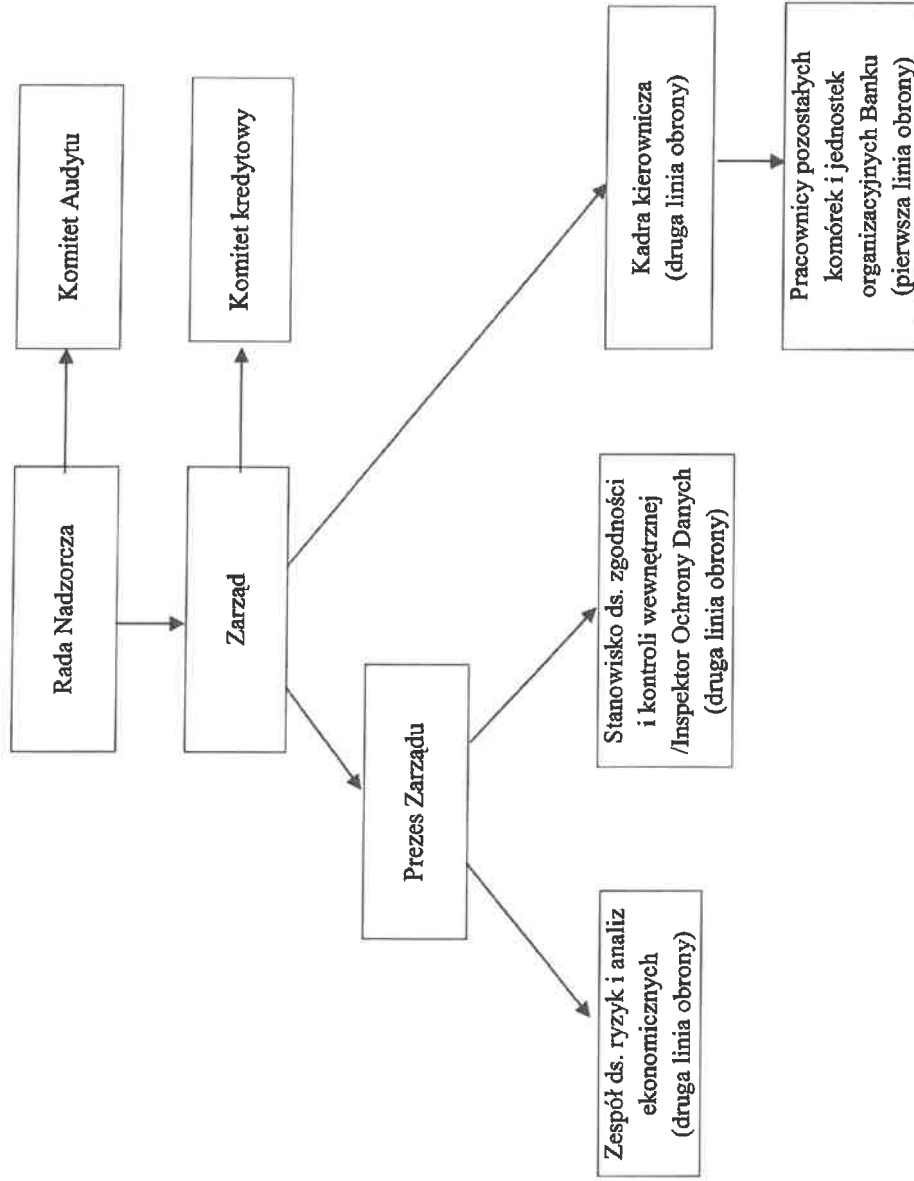 Rada Nadzorcza
Komitet Audytu
Zarząd
Komitet kredytowy
Prezes Zarządu
Zespół ds. ryzyk i analiz
ekonomicznych
(druga linia obrony)
Stanowisko ds. zgodności
i kontroli wewnętrznej
/Inspektor Ochrony Danych
(druga linia obrony)
Kadra kierownicza
(druga linia obrony)
Pracownicy pozostałych
komórek i jednostek
organizacyjnych Banku
(pierwsza linia obrony)